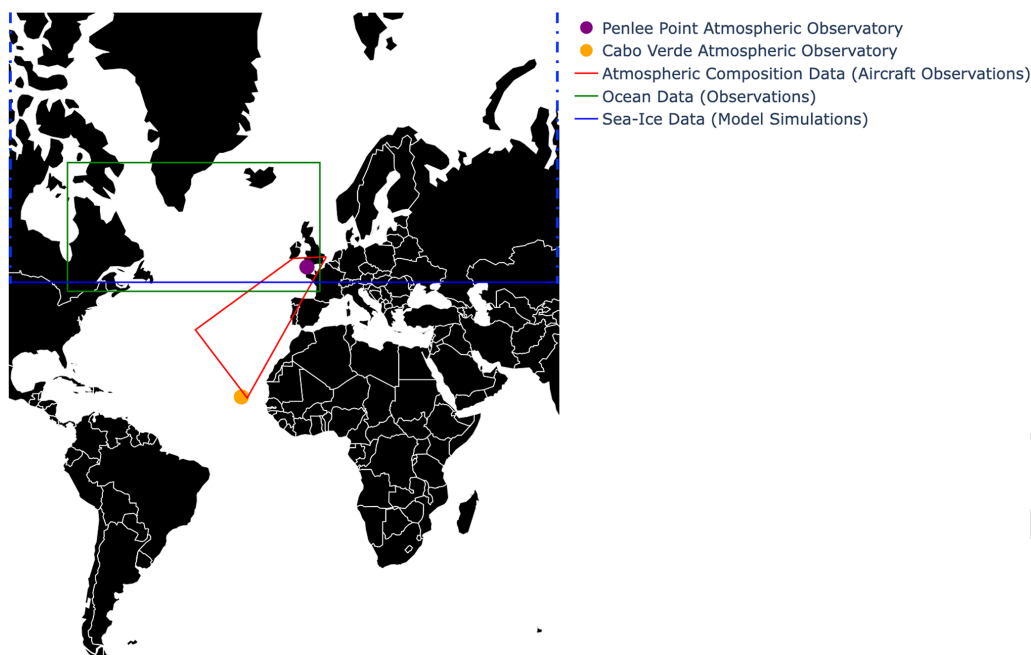 Penlee Point Atmospheric Observatory
Cabo Verde Atmospheric Observatory
Atmospheric Composition Data (Aircraft Observations)
Ocean Data (Observations)
Sea-Ice Data (Model Simulations)